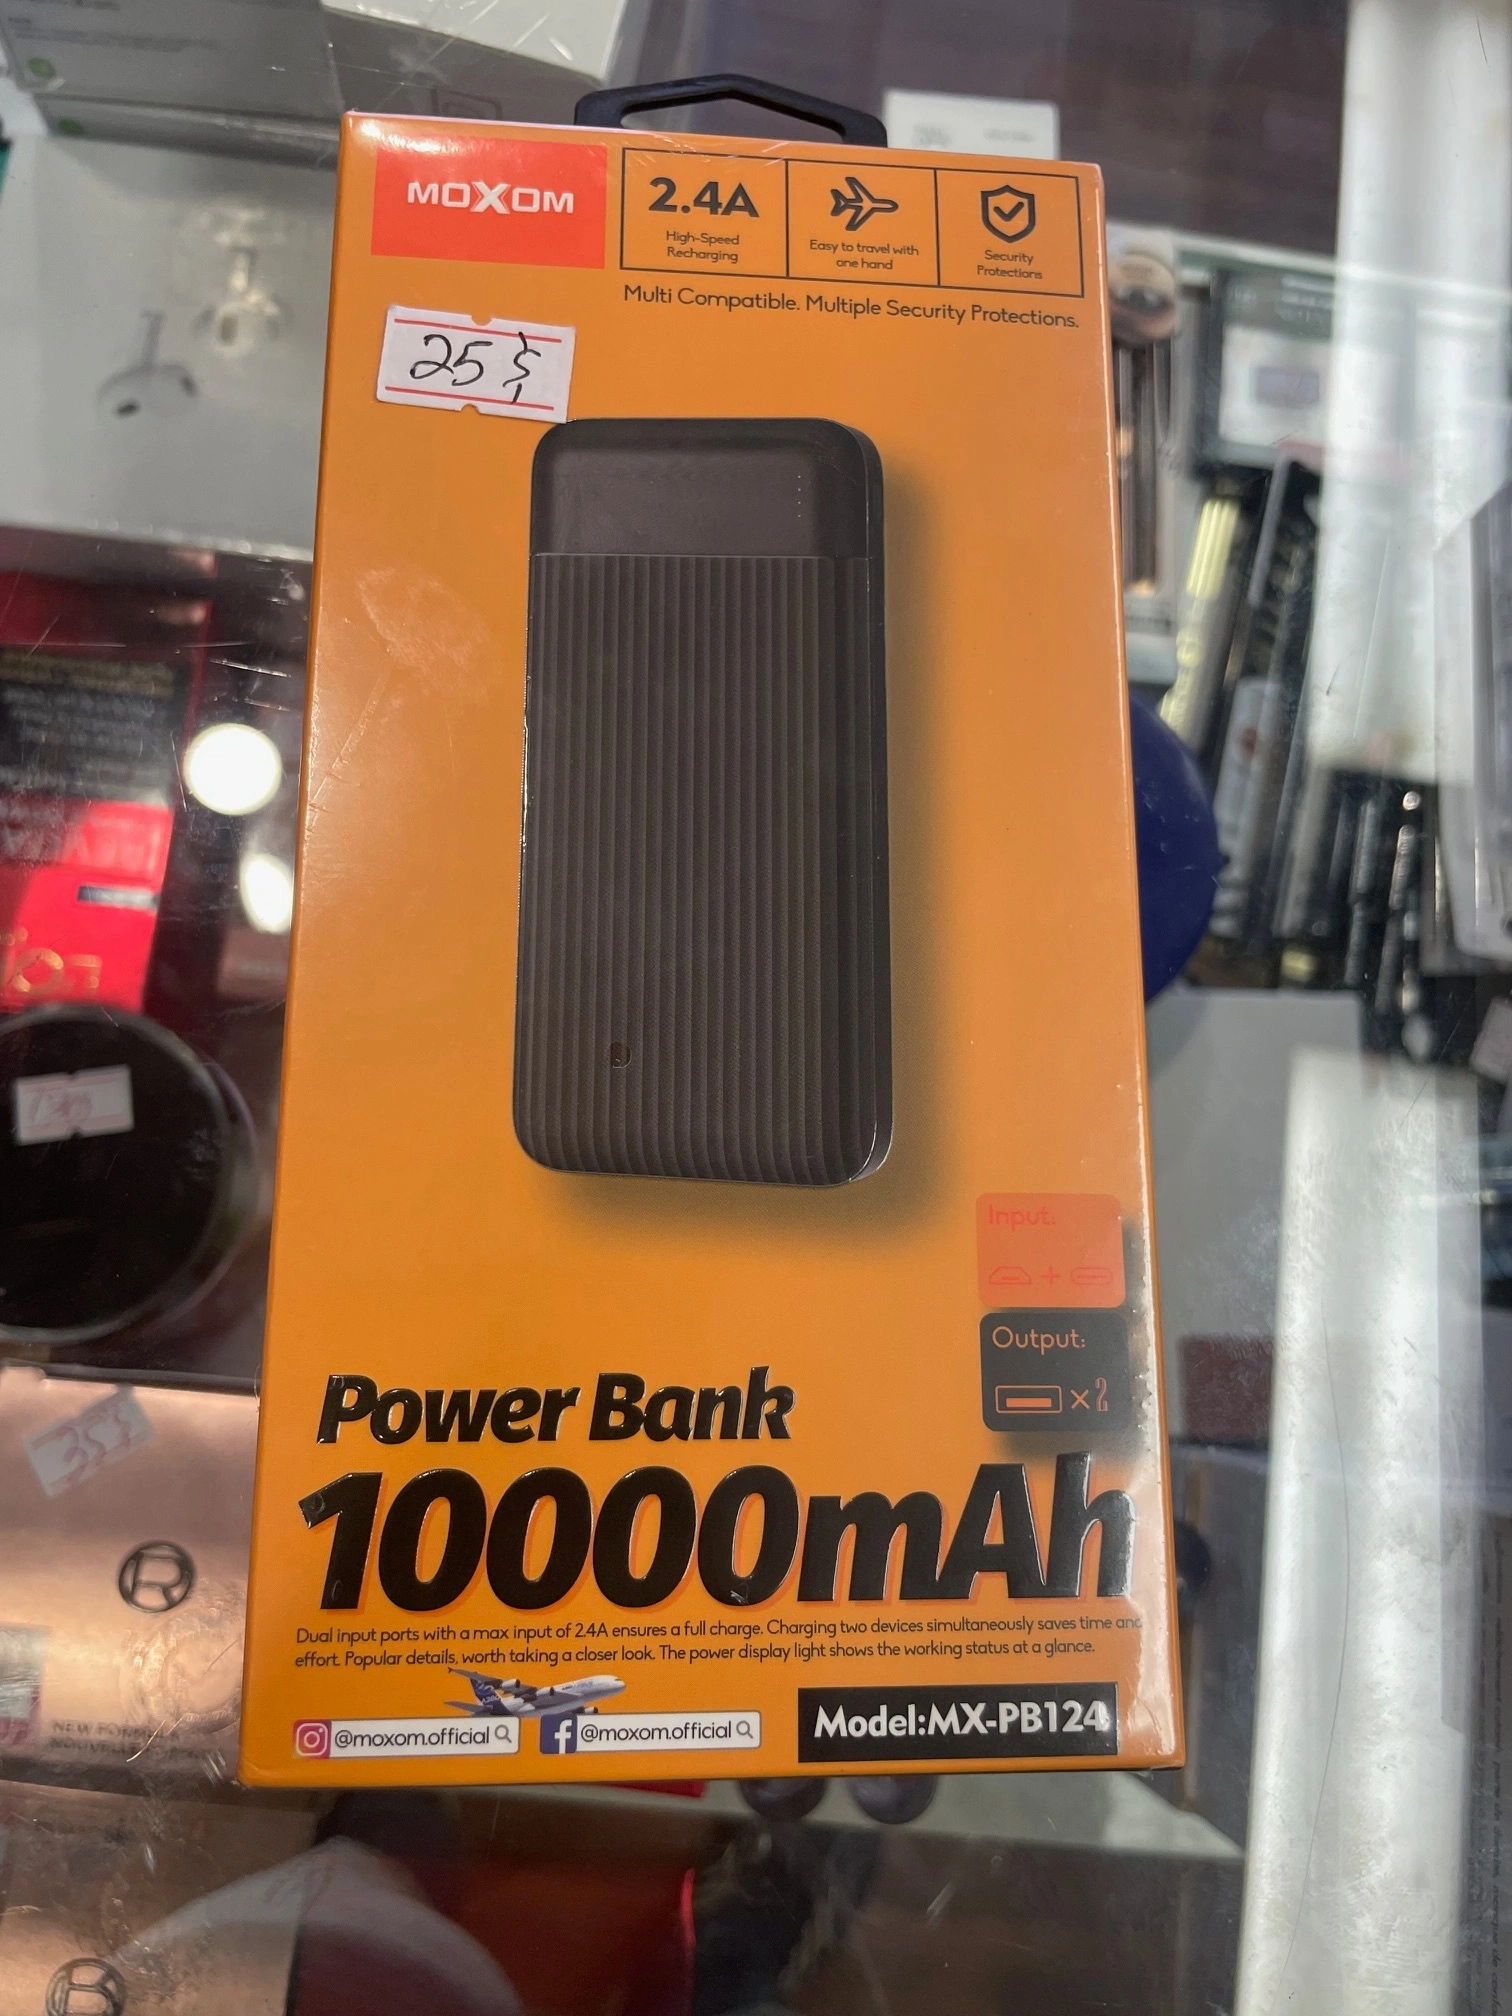 MOXOM
2.4A
High-Speed
Recharging
Easy to travel with
one hand
Security
Protections
Multi Compatible. Multiple Security Protections.
25 $
Input:
+
Output:
x2
Power Bank
10000mAh
Dual input ports with a max input of 2.4A ensures a full charge. Charging two devices simultaneously saves time and
effort. Popular details, worth taking a closer look. The power display light shows the working status at a glance.
@moxom.official
@moxom.official
Model:MX-PB124
35$
R